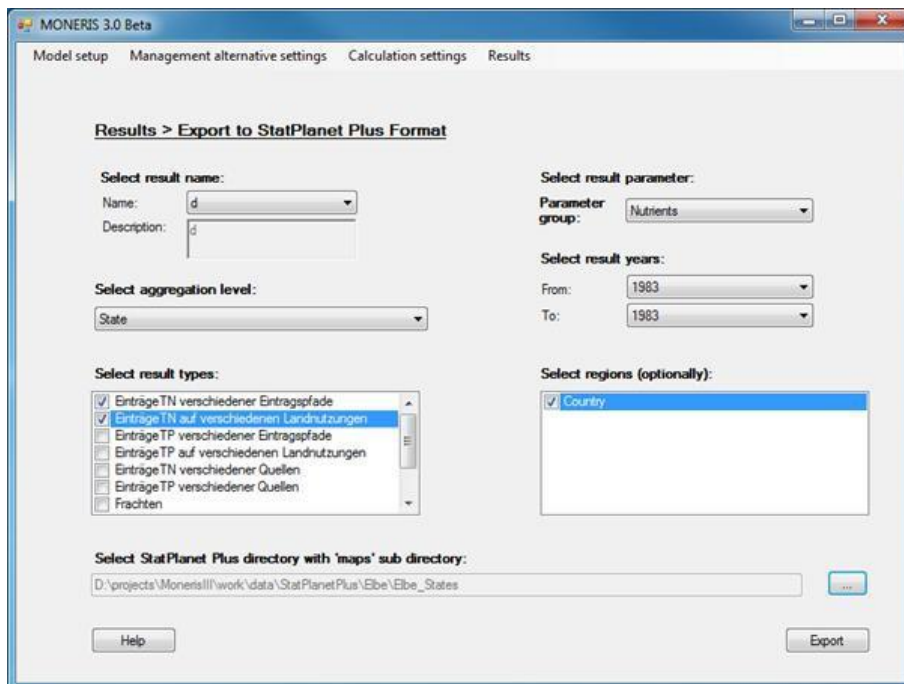 MONERIS 3.0 Beta
Model setup Management alternative settings Calculation settings Results
Results > Export to StatPlanet Plus Format
Select result name:
Name: d
Description: d
Select result parameter:
Parameter group: Nutrients
Select result years:
From: 1983
To: 1983
Select aggregation level:
State
Select result types:
Einträge TN verschiedener Eintragspfade
Einträge TN auf verschiedenen Landnutzungen
Einträge TP verschiedener Eintragspfade
Einträge TP auf verschiedenen Landnutzungen
Einträge TN verschiedener Quellen
Einträge TP verschiedener Quellen
Frachten
Select regions (optionally):
Country
Select StatPlanet Plus directory with 'maps' sub directory:
D:\projects\MonerisIII\work\data\StatPlanetPlus\Elbe\Elbe_States
...
Help
Export